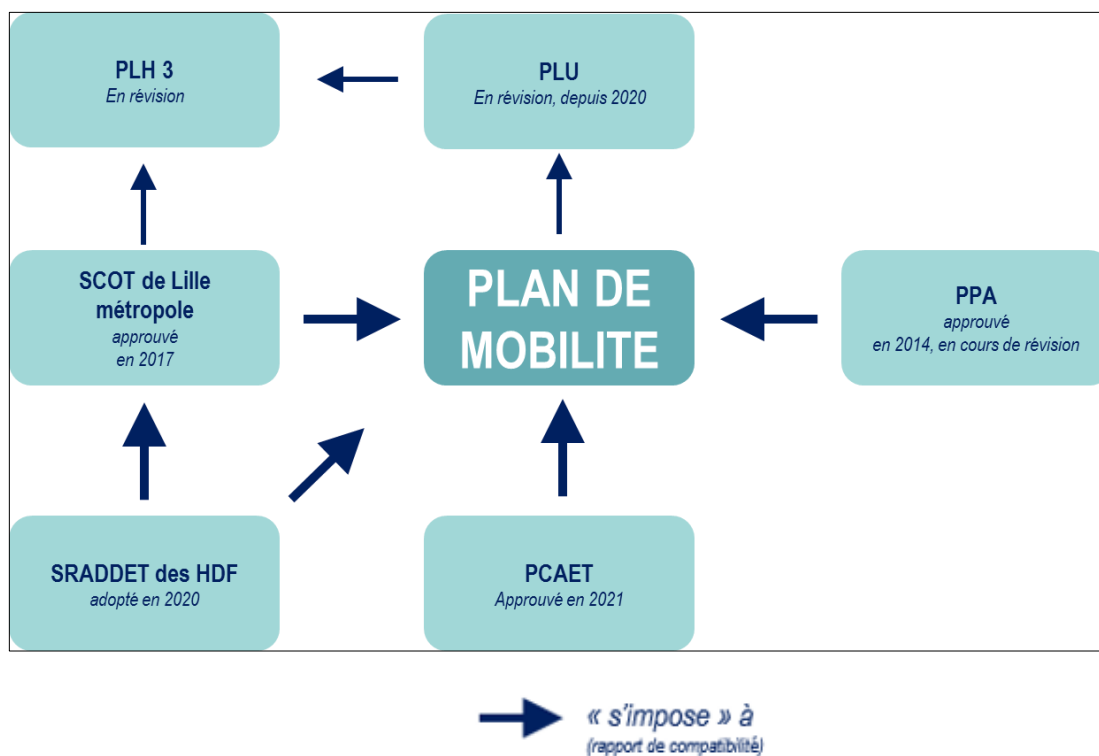 PLH 3
En révision
PLU
En révision, depuis 2020
SCOT de Lille
métropole
approuvé
en 2017
PLAN DE
MOBILITE
PPA
approuvé
en 2014, en cours de révision
SRADDET des HDF
adopté en 2020
PCAET
Approuvé en 2021
« s'impose » à
(rapport de compatibilité)